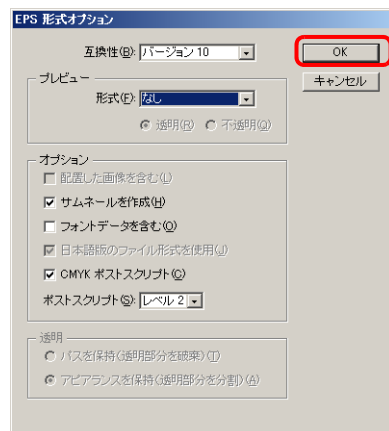 EPS 形式オプション
互換性(B): バージョン 10
OK
キャンセル
プレビュー
形式(F): なし
透明(R) 不透明(Q)
オプション
配置した画像を含む(L)
サムネールを作成(H)
フォントデータを含む(O)
日本語版のファイル形式を使用(J)
CMYK ポストスクリプト(C)
ポストスクリプト(S): レベル 2
透明
パスを保持(透明部分を破棄)(T)
アピアランスを保持(透明部分を分割)(A)